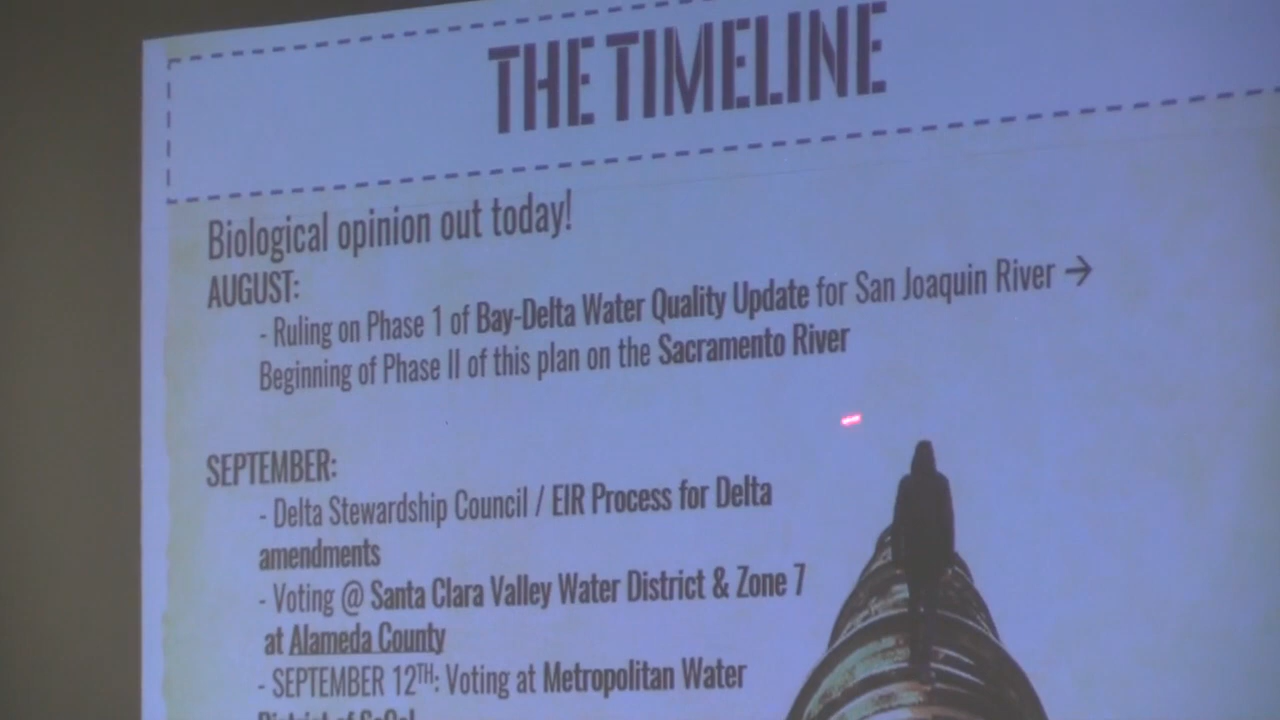 THE TIMELINE
Biological opinion out today!
AUGUST:
- Ruling on Phase 1 of Bay-Delta Water Quality Update for San Joaquin River →
Beginning of Phase II of this plan on the Sacramento River
SEPTEMBER:
- Delta Stewardship Council / EIR Process for Delta
amendments
- Voting @ Santa Clara Valley Water District & Zone 7
at Alameda County
- SEPTEMBER 12TH: Voting at Metropolitan Water
District of SoCal